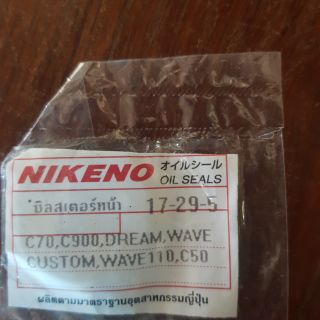 NIKENO オイルシール
OIL SEALS
ซิลสเตอร์หน้า 17-29-5
C70,C900,DREAM,WAVE
CUSTOM,WAVE110,C50
ผลิตตามมาตราฐานอุตสาหกรรมญี่ปุ่น